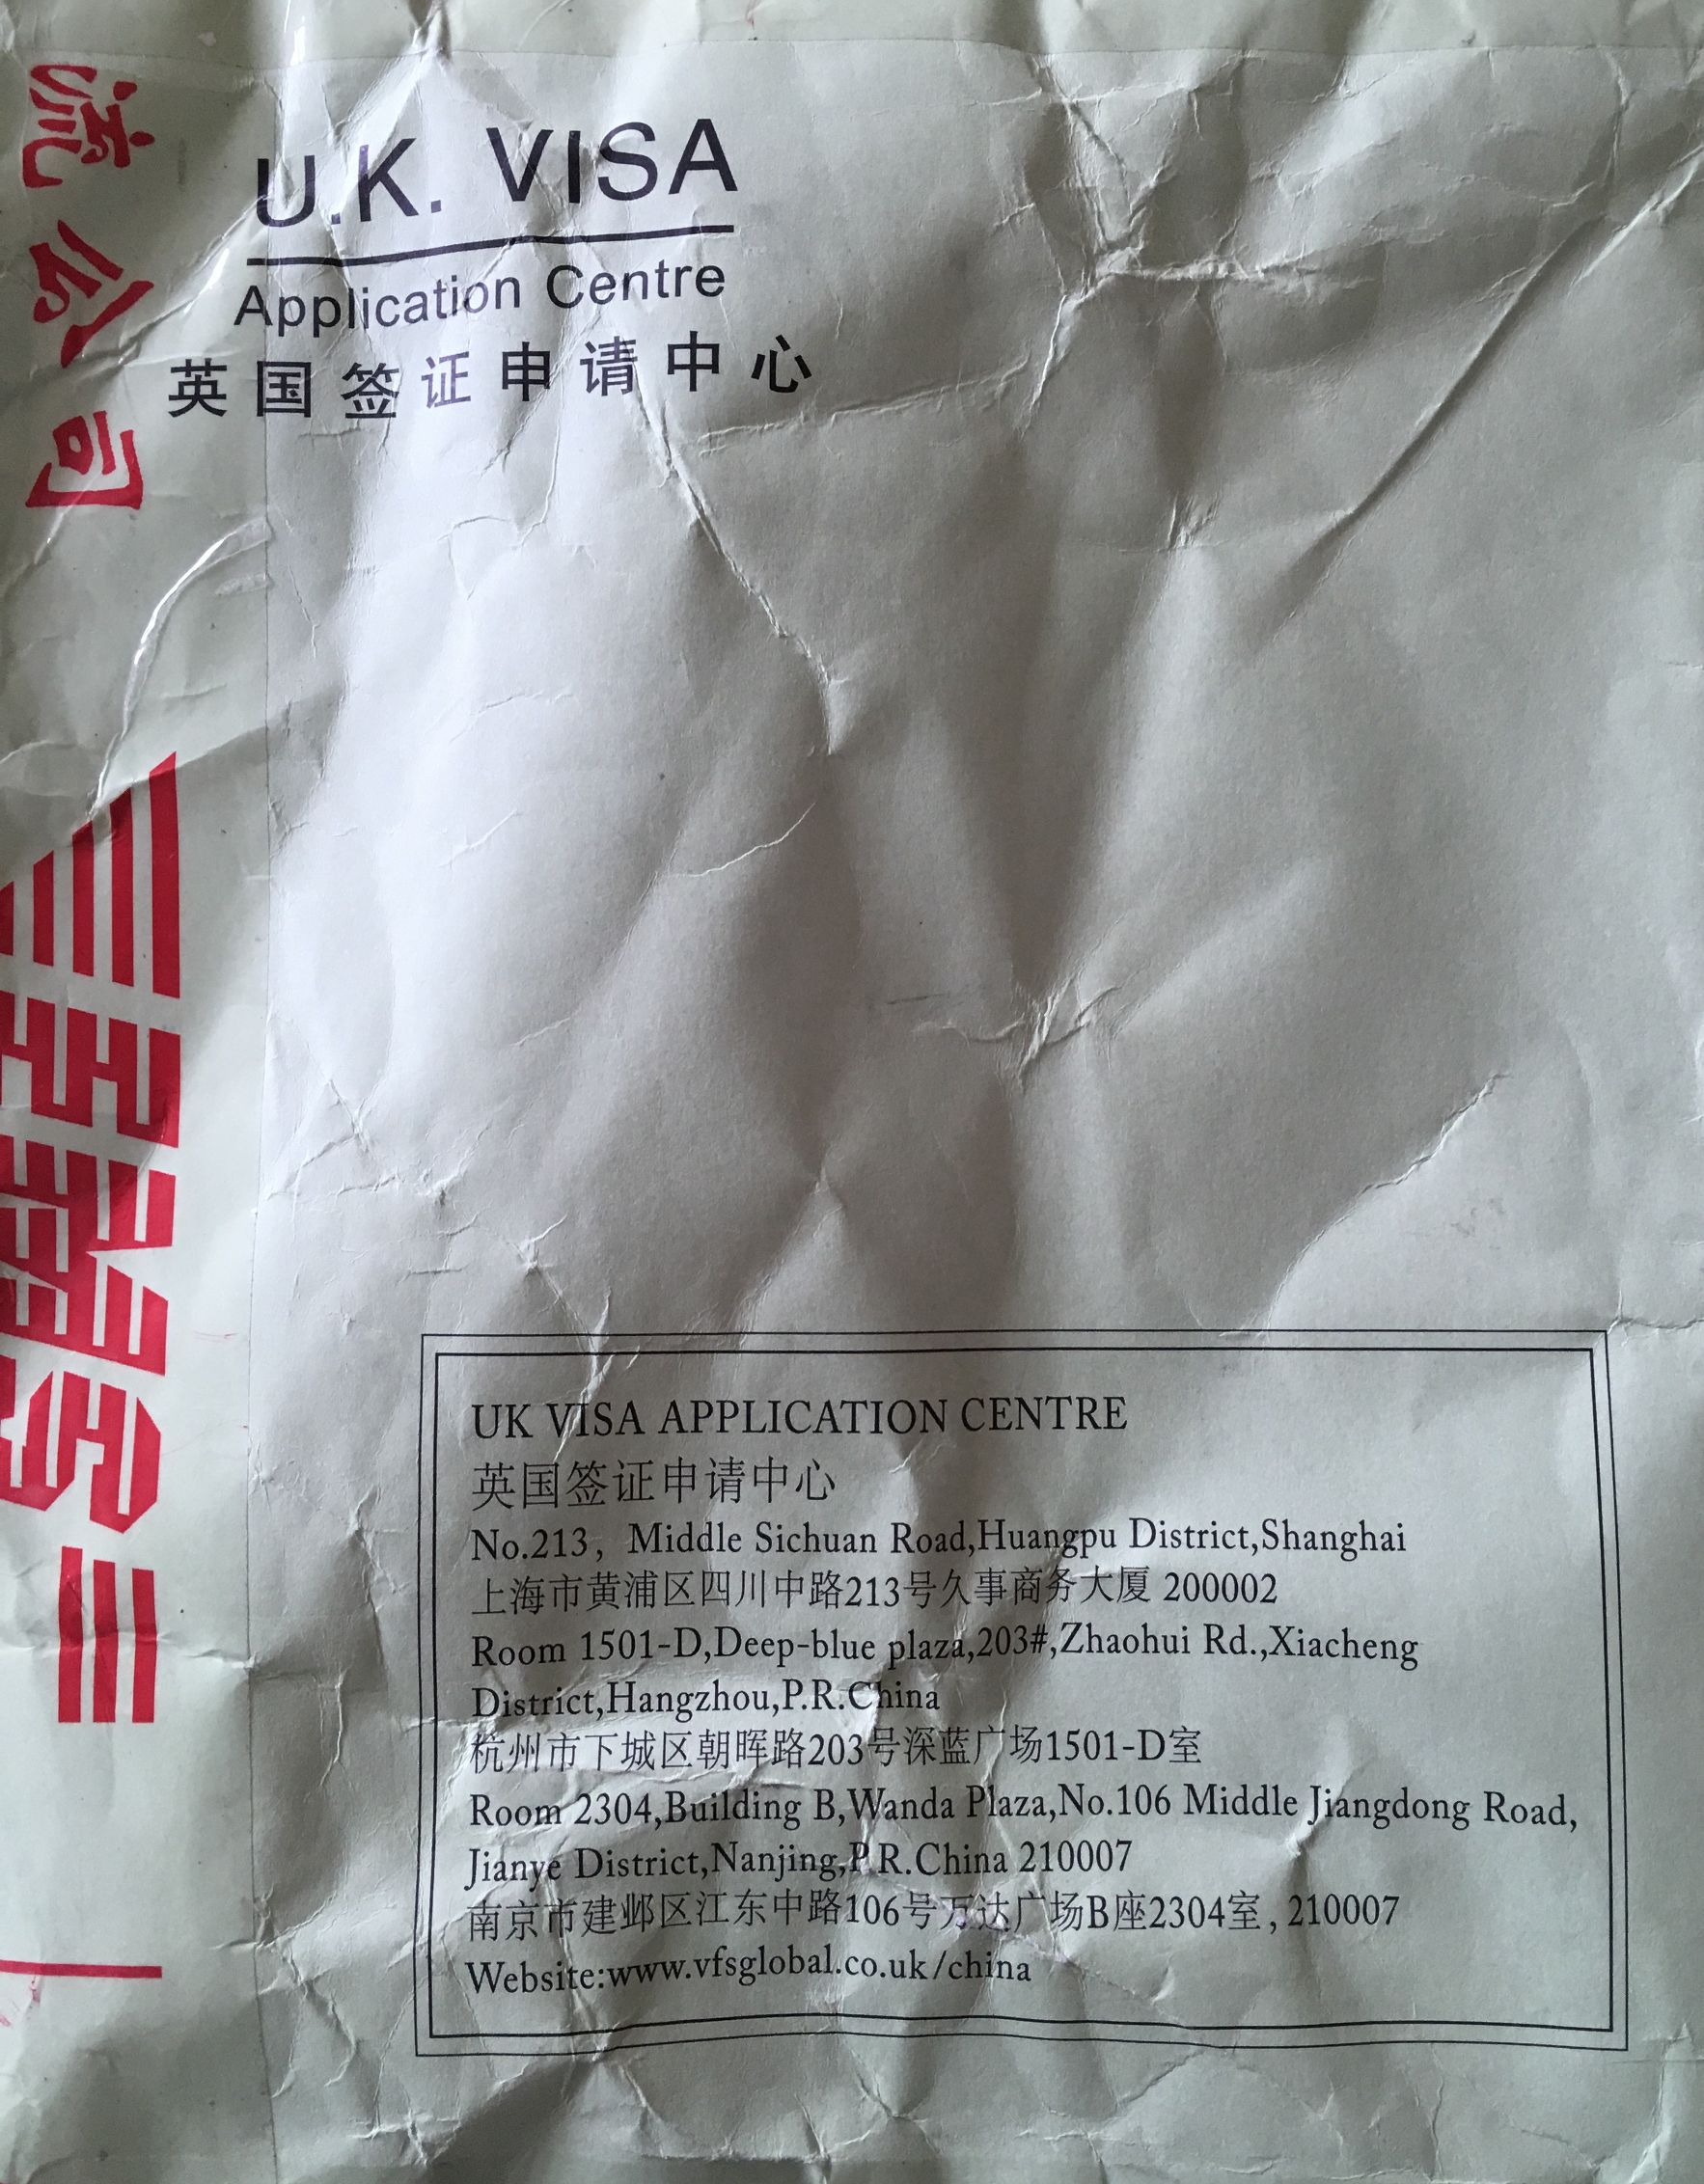 流公司
U.K. VISA
Application Centre
英国签证申请中心
UK VISA APPLICATION CENTRE
英国签证申请中心
No.213，Middle Sichuan Road,Huangpu District,Shanghai
上海市黄浦区四川中路213号久事商务大厦 200002
Room 1501-D,Deep-blue plaza,203#,Zhaohui Rd.,Xiacheng
District,Hangzhou,P.R.China
杭州市下城区朝晖路203号深蓝广场1501-D室
Room 2304,Building B,Wanda Plaza,No.106 Middle Jiangdong Road,
Jianye District,Nanjing,P.R.China 210007
南京市建邺区江东中路106号万达广场B座2304室,210007
Website:www.vfsglobal.co.uk/china